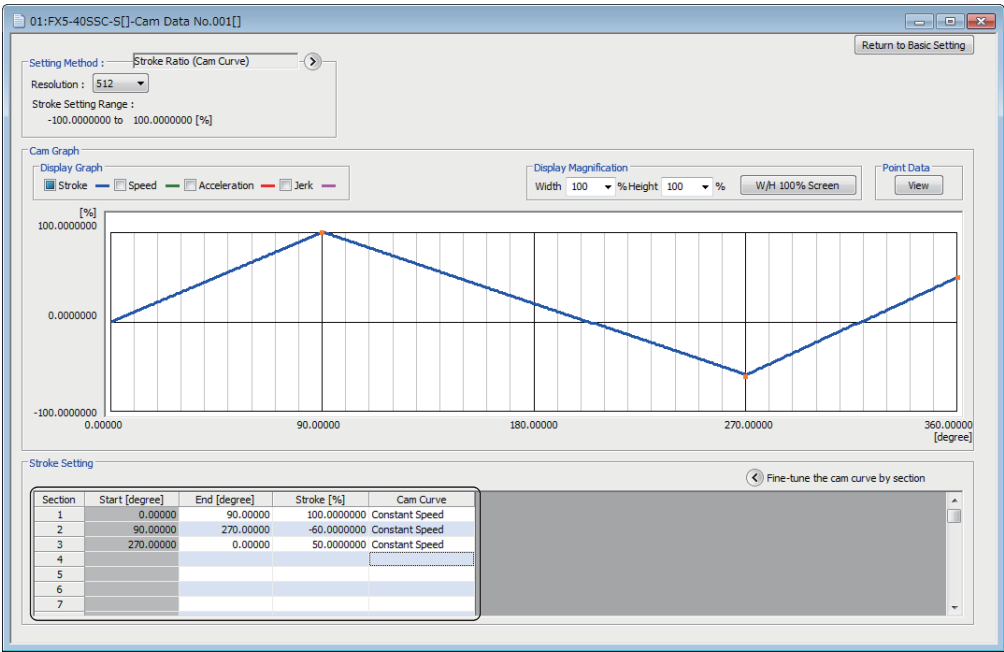 01:FX5-40SSC-S[]-Cam Data No.001[]
Return to Basic Setting
Setting Method : Stroke Ratio (Cam Curve)
Resolution : 512
Stroke Setting Range :
-100.0000000 to 100.0000000 [%]
Cam Graph
Display Graph
Stroke Speed Acceleration Jerk
Display Magnification
Width 100 % Height 100 % W/H 100% Screen
Point Data
View
[%]
100.0000000
0.0000000
-100.0000000
0.00000 90.00000 180.00000 270.00000 360.00000
[degree]
Stroke Setting
Fine-tune the cam curve by section
Section Start [degree] End [degree] Stroke [%] Cam Curve
1 0.00000 90.00000 100.0000000 Constant Speed
2 90.00000 270.00000 -60.0000000 Constant Speed
3 270.00000 0.00000 50.0000000 Constant Speed
4
5
6
7